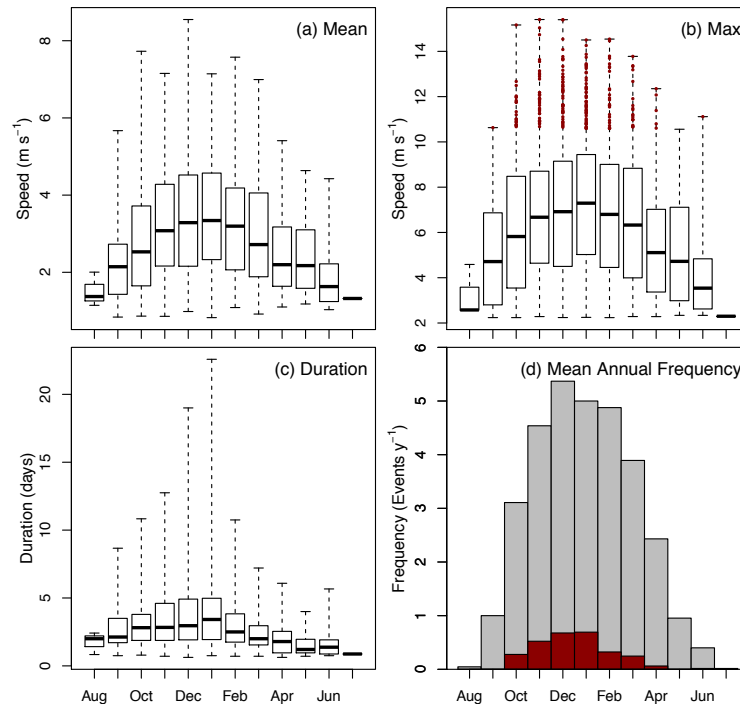 (a) Mean
Speed (m s⁻¹)
2
4
6
8
(b) Max
Speed (m s⁻¹)
2
4
6
8
10
12
14
(c) Duration
Duration (days)
0
5
10
15
20
Aug
Oct
Dec
Feb
Apr
Jun
(d) Mean Annual Frequency
Frequency (Events y⁻¹)
0
1
2
3
4
5
6
Aug
Oct
Dec
Feb
Apr
Jun